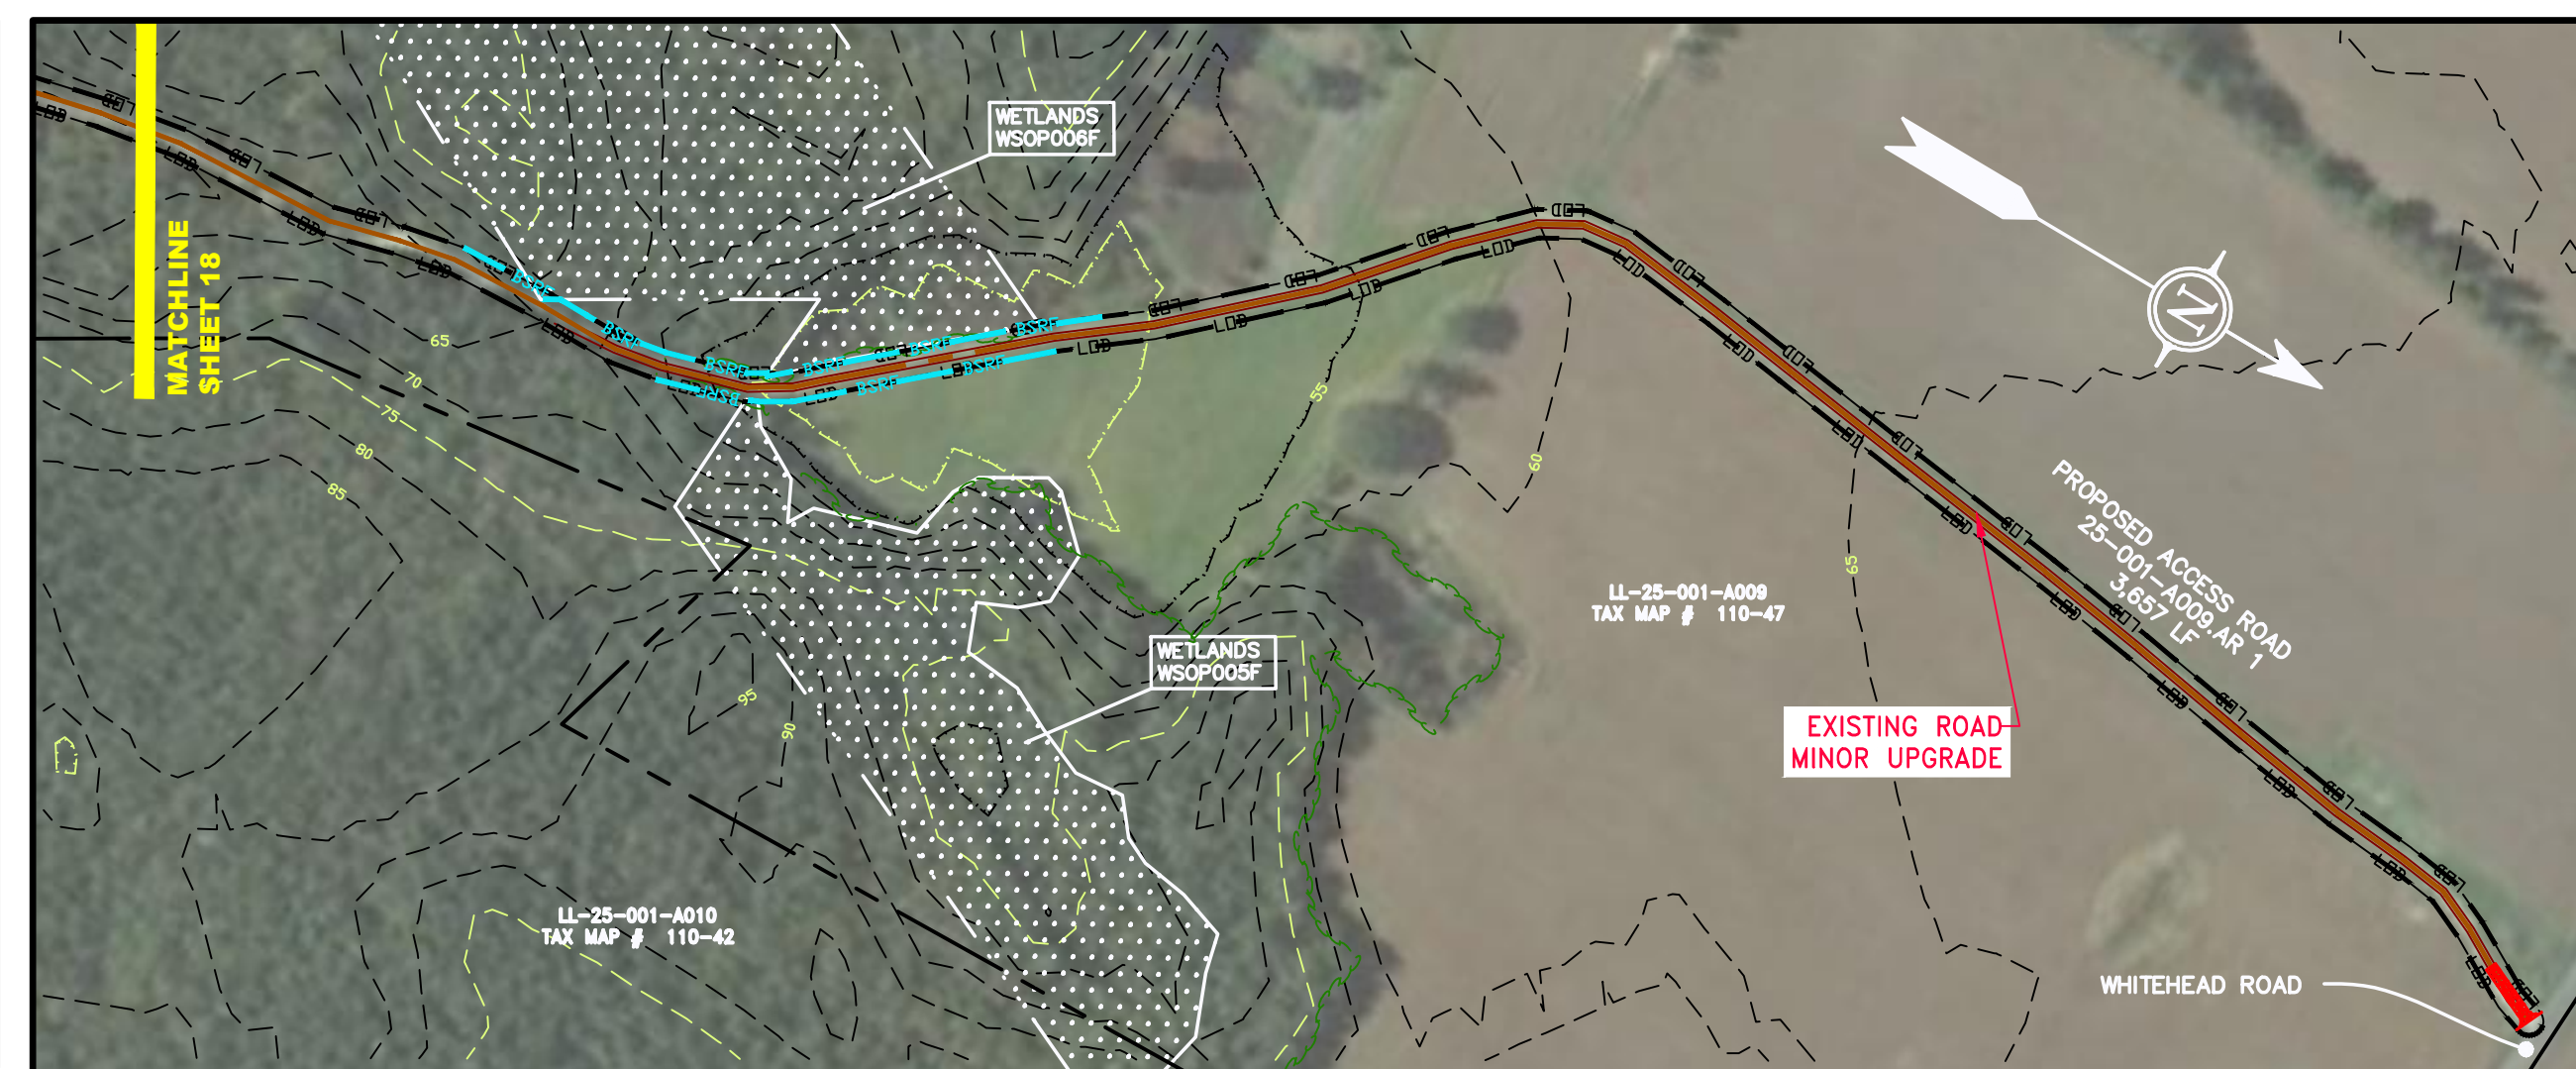 MATCHLINE
SHEET 18
WETLANDS
WSOP006F
N
LOD
BSRF
65
70
75
80
85
90
95
55
60
65
PROPOSED ACCESS ROAD
25-001-A009.AR 1
3,657 LF
LL-25-001-A009
TAX MAP # 110-47
WETLANDS
WSOP005F
EXISTING ROAD
MINOR UPGRADE
LL-25-001-A010
TAX MAP # 110-42
WHITEHEAD ROAD